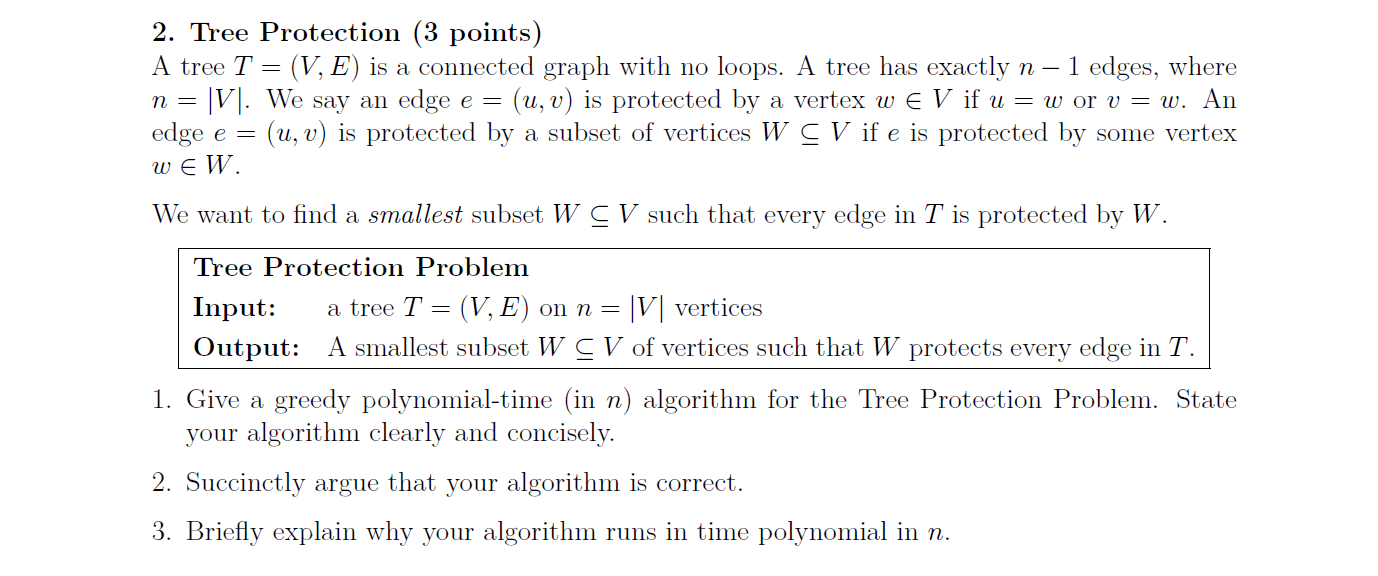 2. Tree Protection (3 points)
A tree T = (V, E) is a connected graph with no loops. A tree has exactly n − 1 edges, where
n = |V|. We say an edge e = (u, v) is protected by a vertex w ∈ V if u = w or v = w. An
edge e = (u, v) is protected by a subset of vertices W ⊆ V if e is protected by some vertex
w ∈ W.
We want to find a smallest subset W ⊆ V such that every edge in T is protected by W.
Tree Protection Problem
Input: a tree T = (V, E) on n = |V| vertices
Output: A smallest subset W ⊆ V of vertices such that W protects every edge in T.
1. Give a greedy polynomial-time (in n) algorithm for the Tree Protection Problem. State
your algorithm clearly and concisely.
2. Succinctly argue that your algorithm is correct.
3. Briefly explain why your algorithm runs in time polynomial in n.